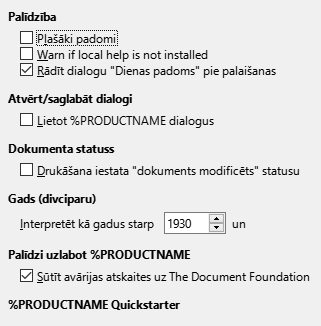 Palīdzība
Plašāki padomi
Warn if local help is not installed
Rādīt dialogu "Dienas padoms" pie palaišanas
Atvērt/saglabāt dialogi
Lietot %PRODUCTNAME dialogus
Dokumenta statuss
Drukāšana iestata "dokuments modificēts" statusu
Gads (divciparu)
Interpretēt kā gadus starp 1930 un
Palīdzi uzlabot %PRODUCTNAME
Sūtīt avārijas atskaites uz The Document Foundation
%PRODUCTNAME Quickstarter